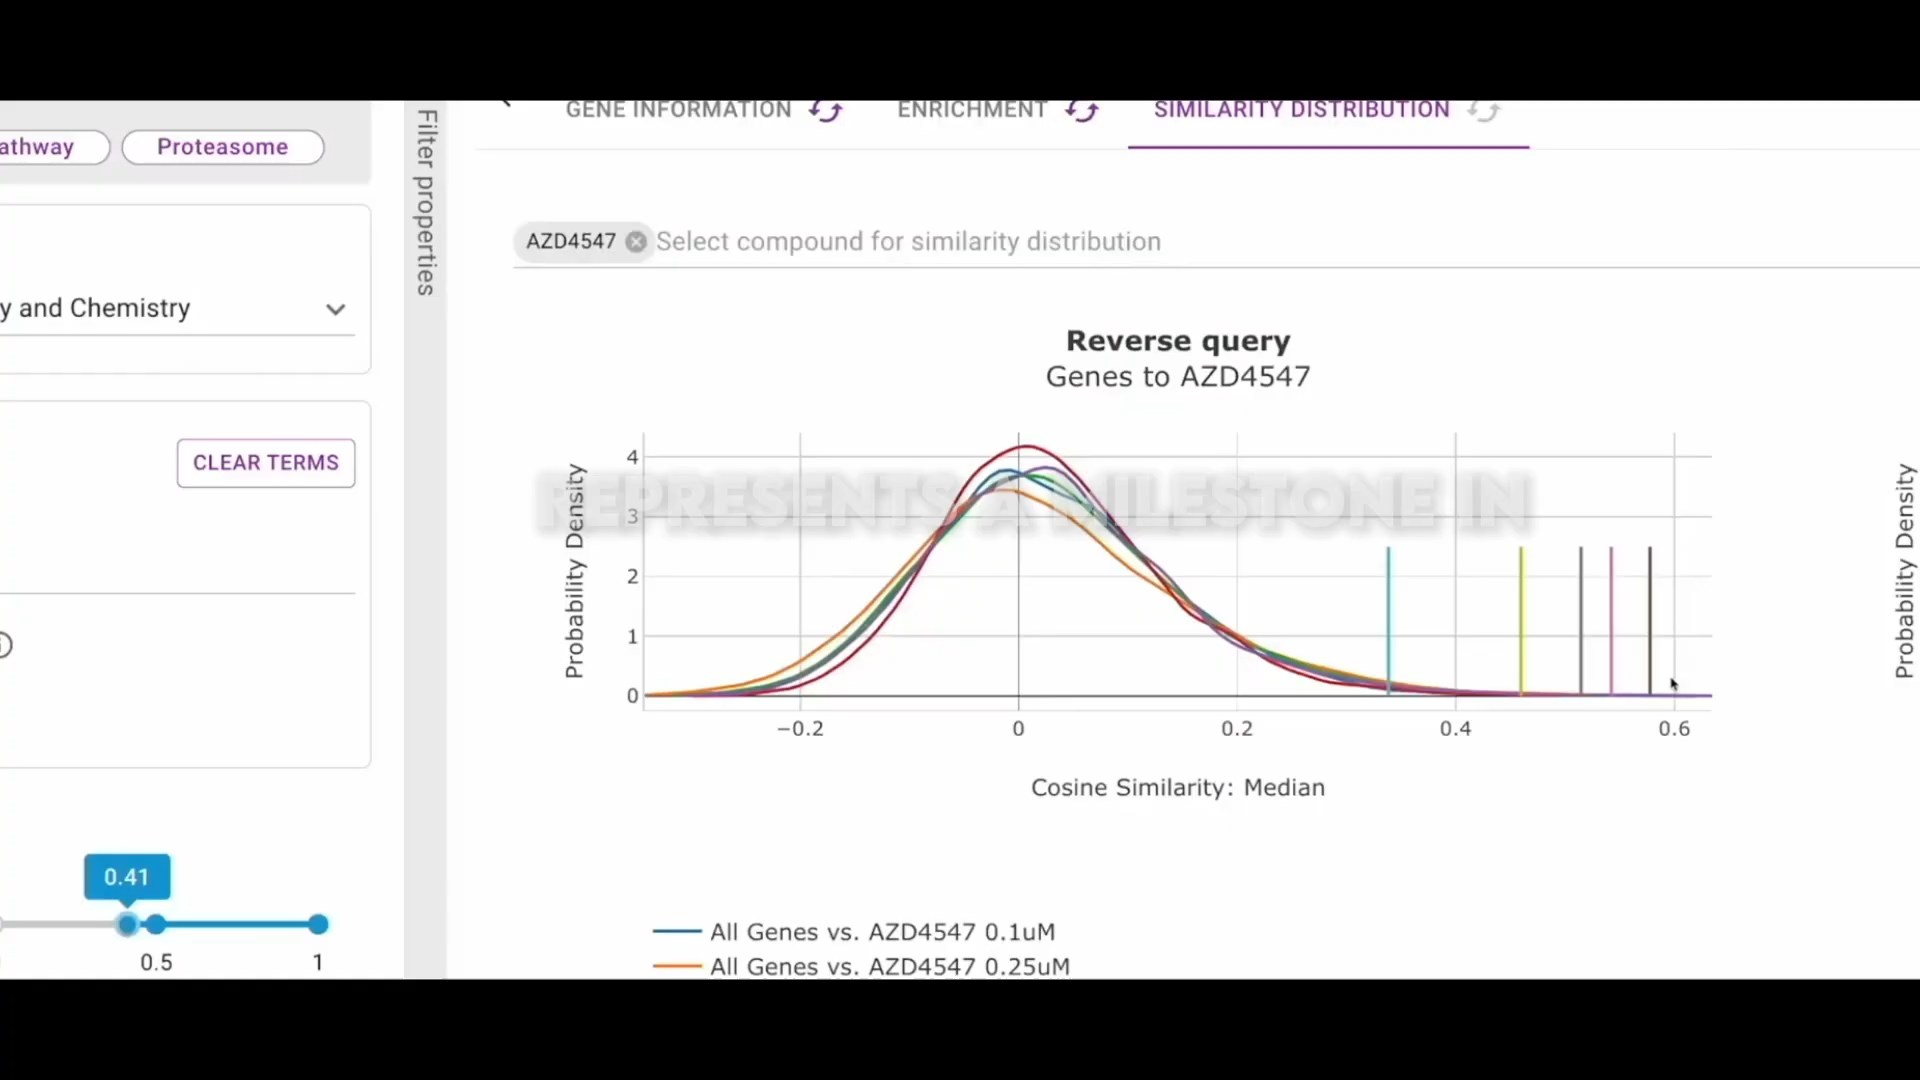 GENE INFORMATION
ENRICHMENT
SIMILARITY DISTRIBUTION
athway
Proteasome
Filter properties
AZD4547
Select compound for similarity distribution
y and Chemistry
CLEAR TERMS
Reverse query
Genes to AZD4547
REPRESENTS A MILESTONE IN
Probability Density
4
3
2
1
0
−0.2
0
0.2
0.4
0.6
Cosine Similarity: Median
Probability Density
0.41
0.5
1
All Genes vs. AZD4547 0.1uM
All Genes vs. AZD4547 0.25uM